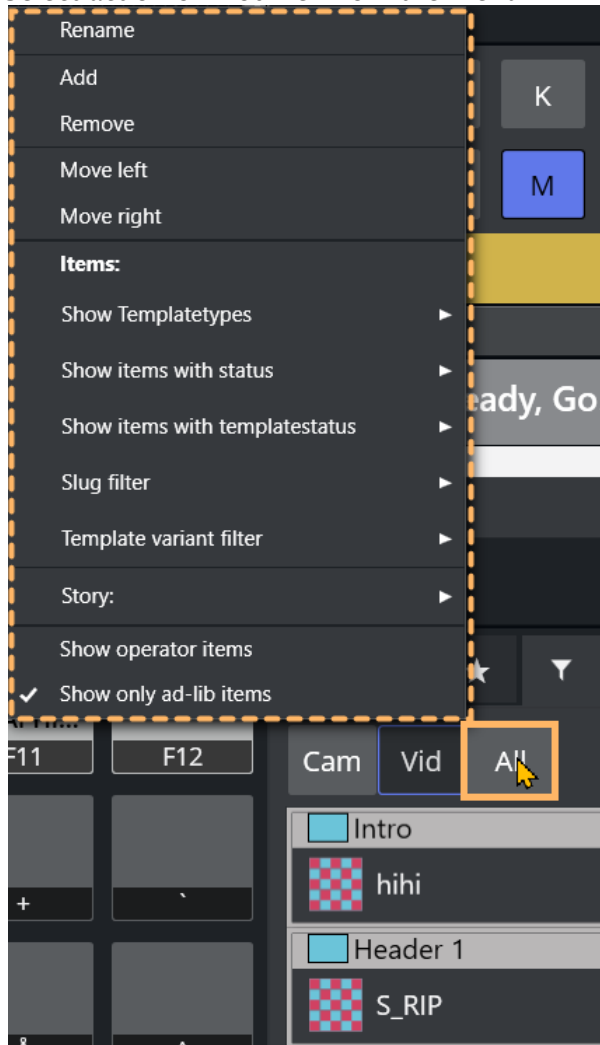 Rename
Add
Remove
Move left
Move right
Items:
Show Templatetypes
Show items with status
Show items with templatestatus
Slug filter
Template variant filter
Story:
Show operator items
Show only ad-lib items
K
M
eady, Go
F11
F12
Cam
Vid
All
Intro
hihi
Header 1
S_RIP
+
`